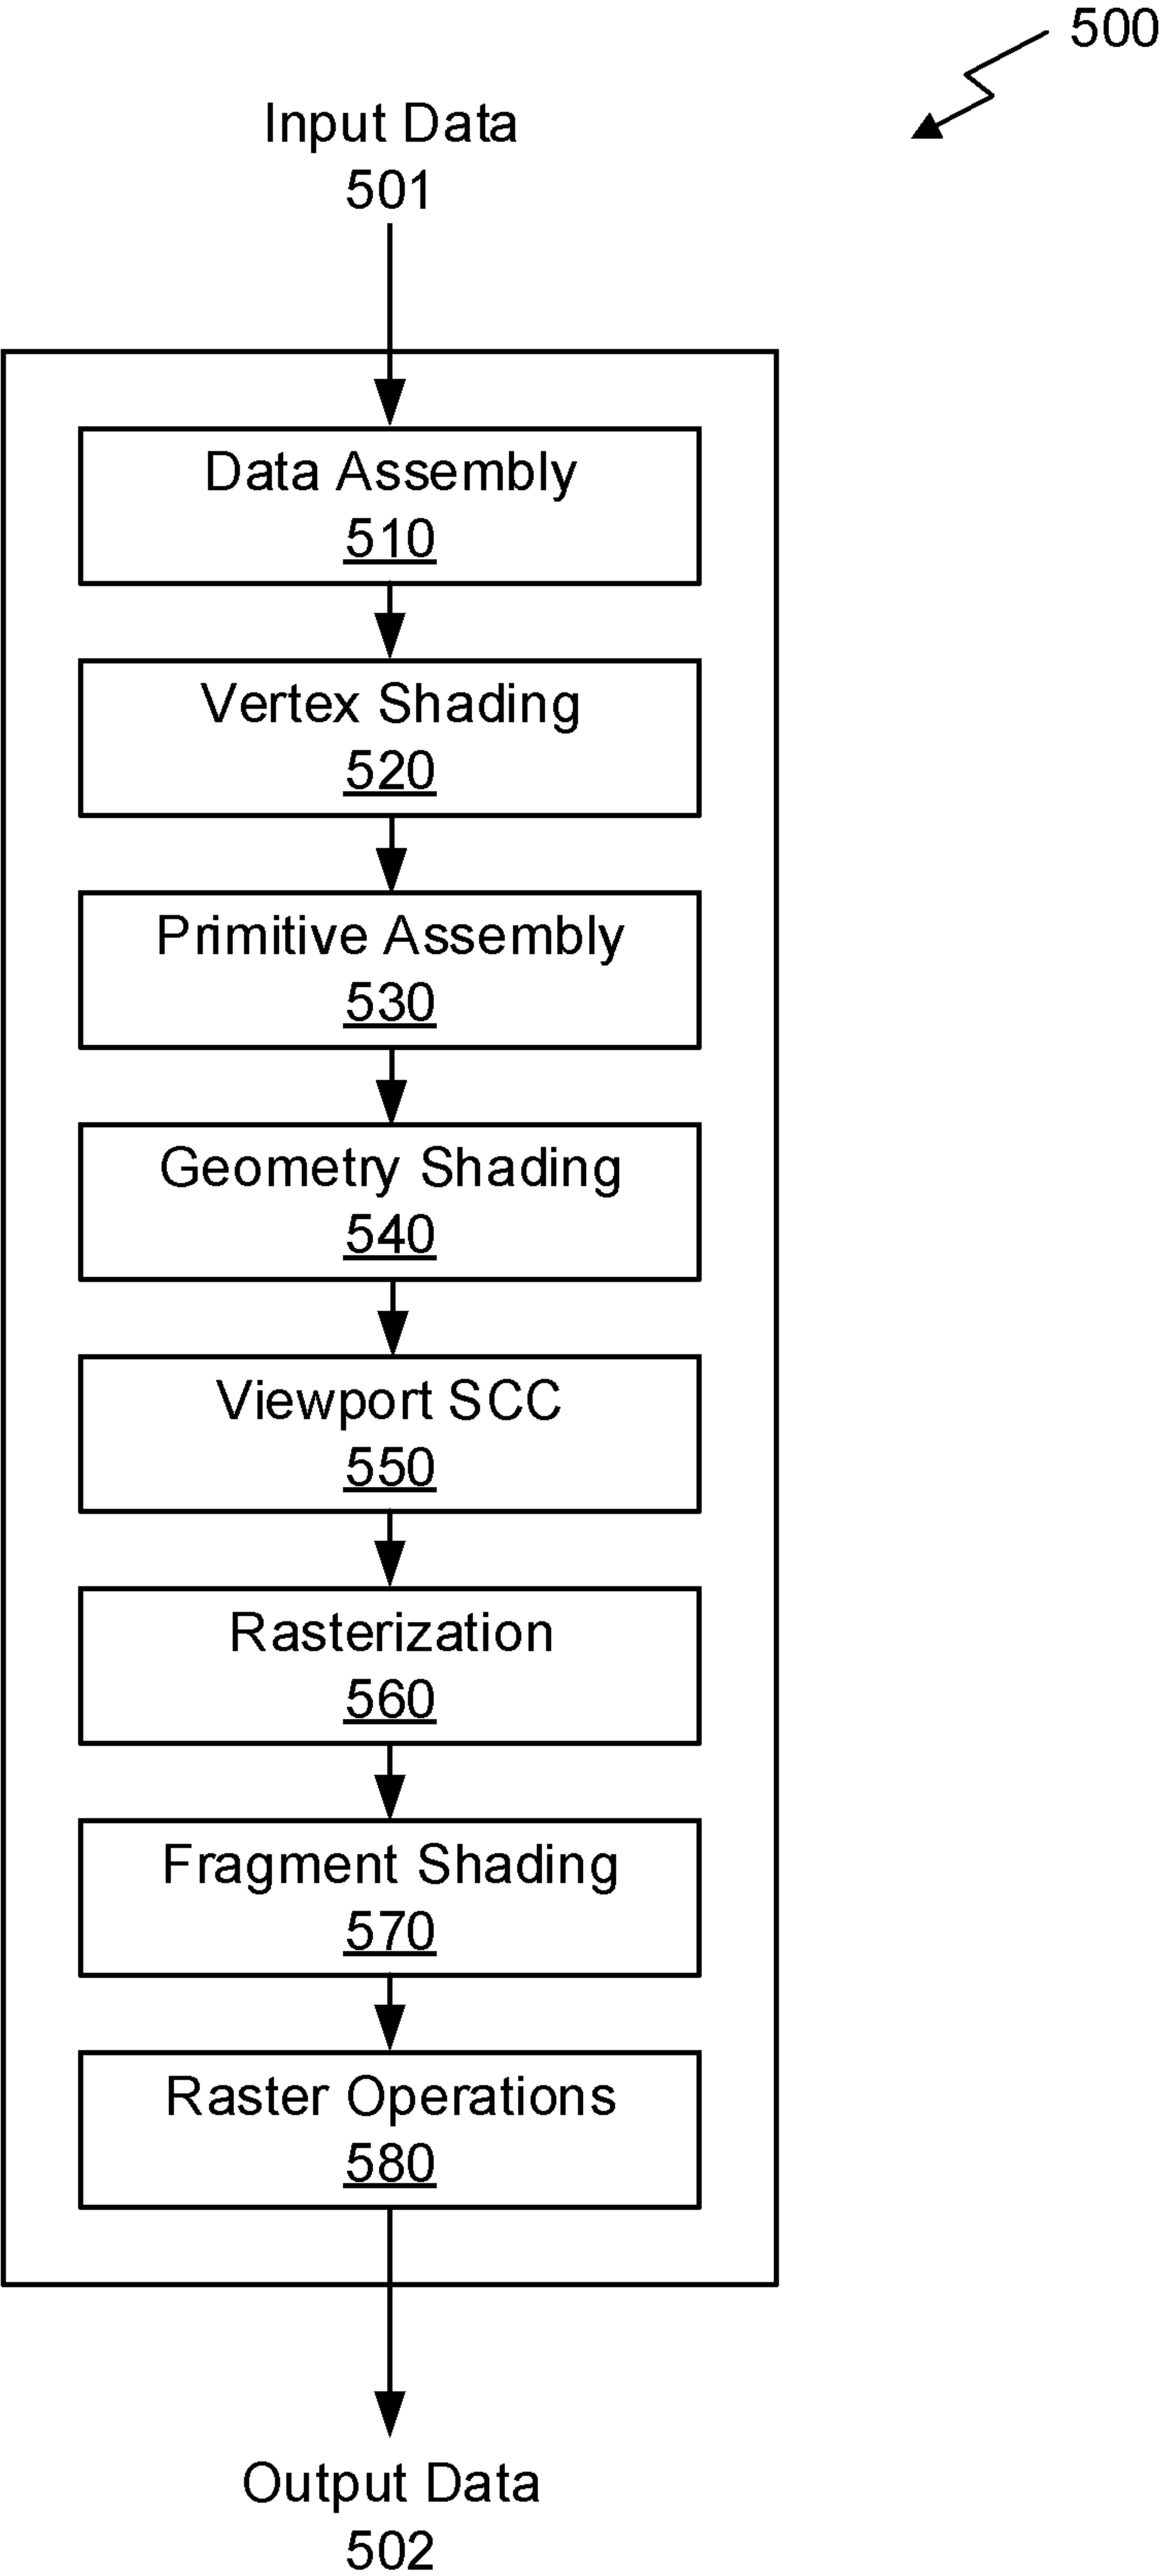 500
Input Data
501
Data Assembly
510
Vertex Shading
520
Primitive Assembly
530
Geometry Shading
540
Viewport SCC
550
Rasterization
560
Fragment Shading
570
Raster Operations
580
Output Data
502